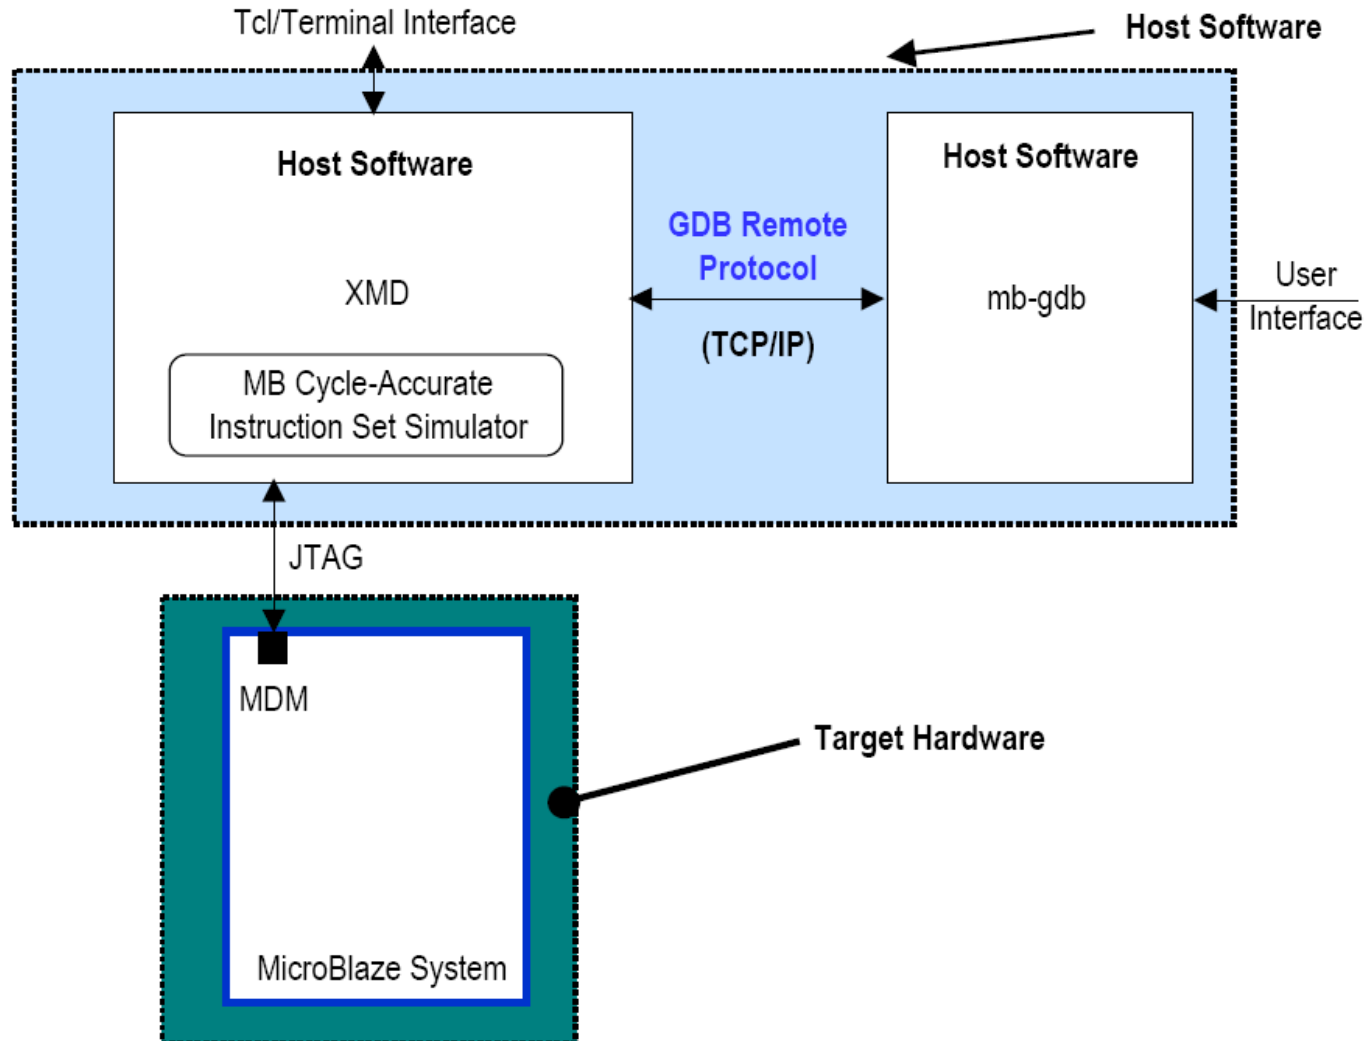 Tcl/Terminal Interface
Host Software
Host Software
XMD
MB Cycle-Accurate
Instruction Set Simulator
GDB Remote
Protocol
(TCP/IP)
Host Software
mb-gdb
User
Interface
JTAG
MDM
MicroBlaze System
Target Hardware